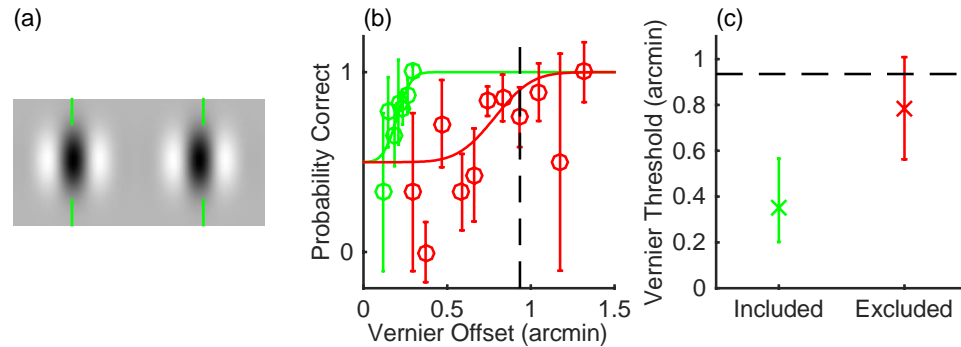 (a)
(b)
Probability Correct
1
0
0 0.5 1 1.5
Vernier Offset (arcmin)
(c)
Vernier Threshold (arcmin)
1
0.8
0.6
0.4
0.2
0
Included Excluded